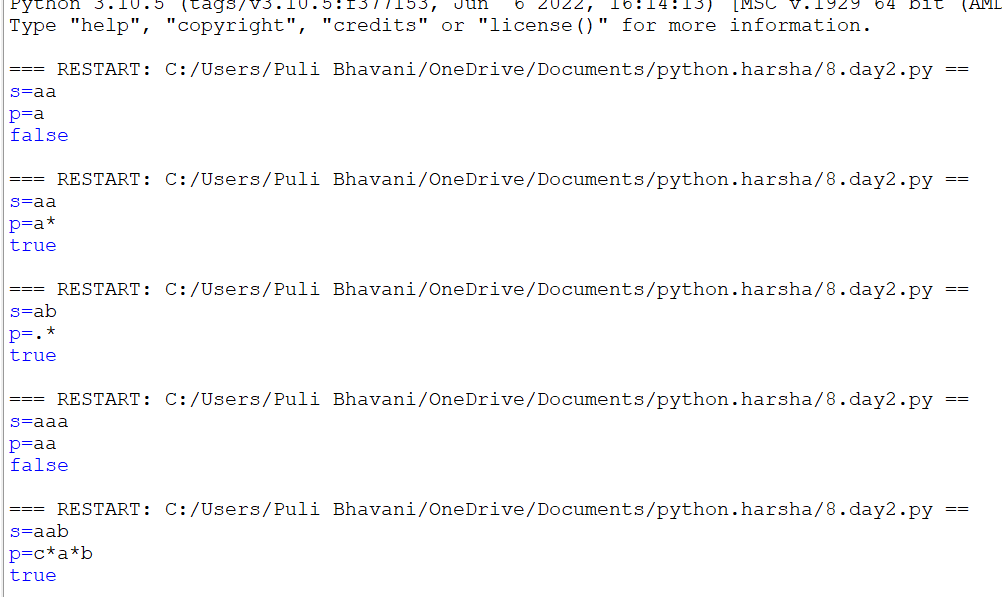 Python 3.10.5 (tags/v3.10.5:f377153, Jun  6 2022, 16:14:13) [MSC v.1929 64 bit (AM
Type "help", "copyright", "credits" or "license()" for more information.
=== RESTART: C:/Users/Puli Bhavani/OneDrive/Documents/python.harsha/8.day2.py ==
s=aa
p=a
false
=== RESTART: C:/Users/Puli Bhavani/OneDrive/Documents/python.harsha/8.day2.py ==
s=aa
p=a*
true
=== RESTART: C:/Users/Puli Bhavani/OneDrive/Documents/python.harsha/8.day2.py ==
s=ab
p=.*
true
=== RESTART: C:/Users/Puli Bhavani/OneDrive/Documents/python.harsha/8.day2.py ==
s=aaa
p=aa
false
=== RESTART: C:/Users/Puli Bhavani/OneDrive/Documents/python.harsha/8.day2.py ==
s=aab
p=c*a*b
true